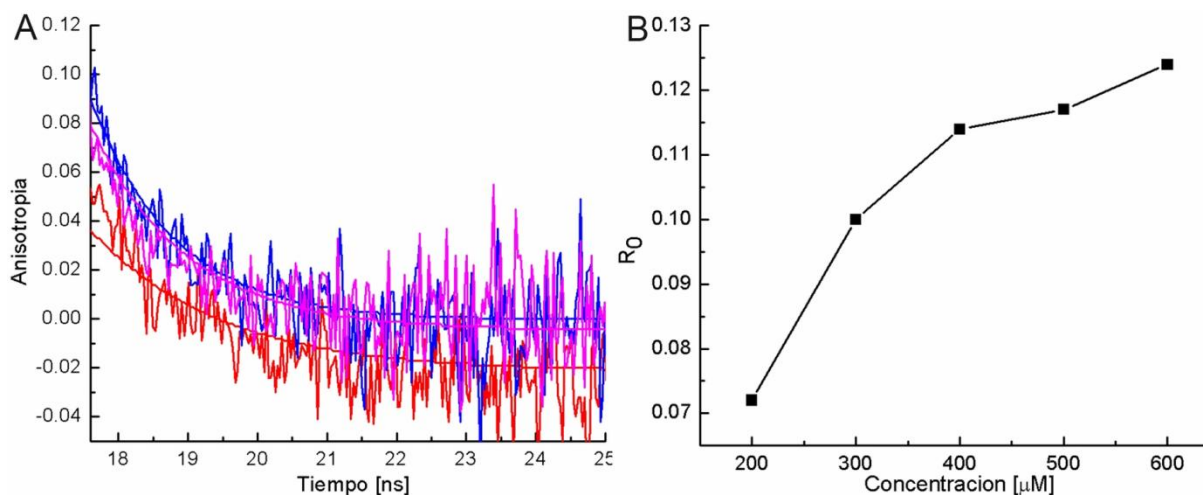 A
Anisotropia
0.12
0.10
0.08
0.06
0.04
0.02
0.00
-0.02
-0.04
18 19 20 21 22 23 24 25
Tiempo [ns]
B
R0
0.13
0.12
0.11
0.10
0.09
0.08
0.07
200 300 400 500 600
Concentracion [µM]